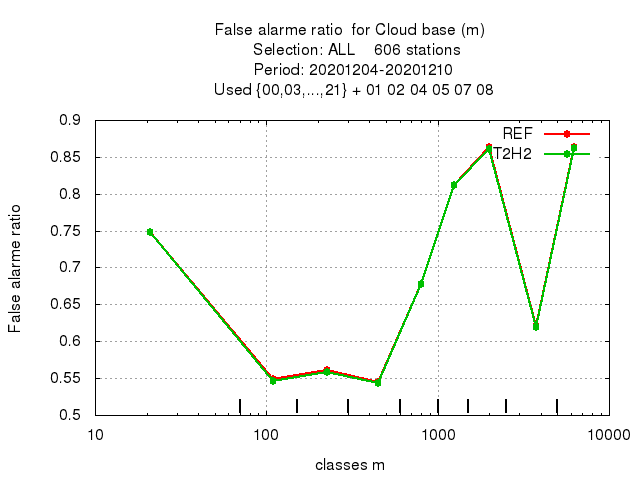 False alarme ratio  for Cloud base (m)
Selection: ALL    606 stations
Period: 20201204-20201210
Used {00,03,...,21} + 01 02 04 05 07 08
0.9
0.85
0.8
0.75
0.7
0.65
0.6
0.55
0.5
False alarme ratio
REF
T2H2
10
100
1000
10000
classes m